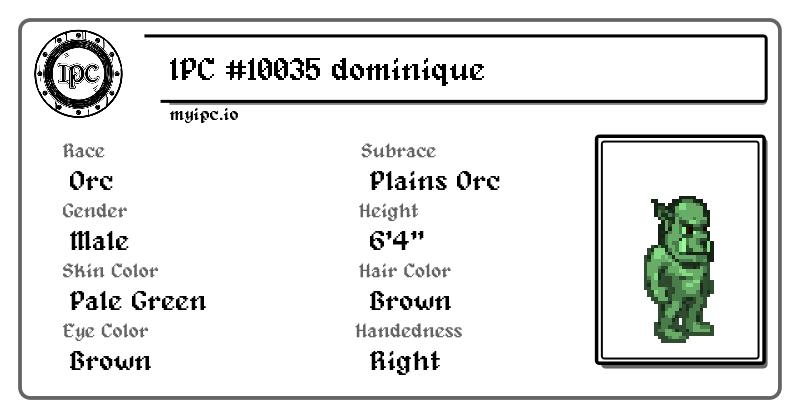 IPC
IPC #10035 dominique
myipc.io
Race
Orc
Subrace
Plains Orc
Gender
Male
Height
6'4"
Skin Color
Pale Green
Hair Color
Brown
Eye Color
Brown
Handedness
Right